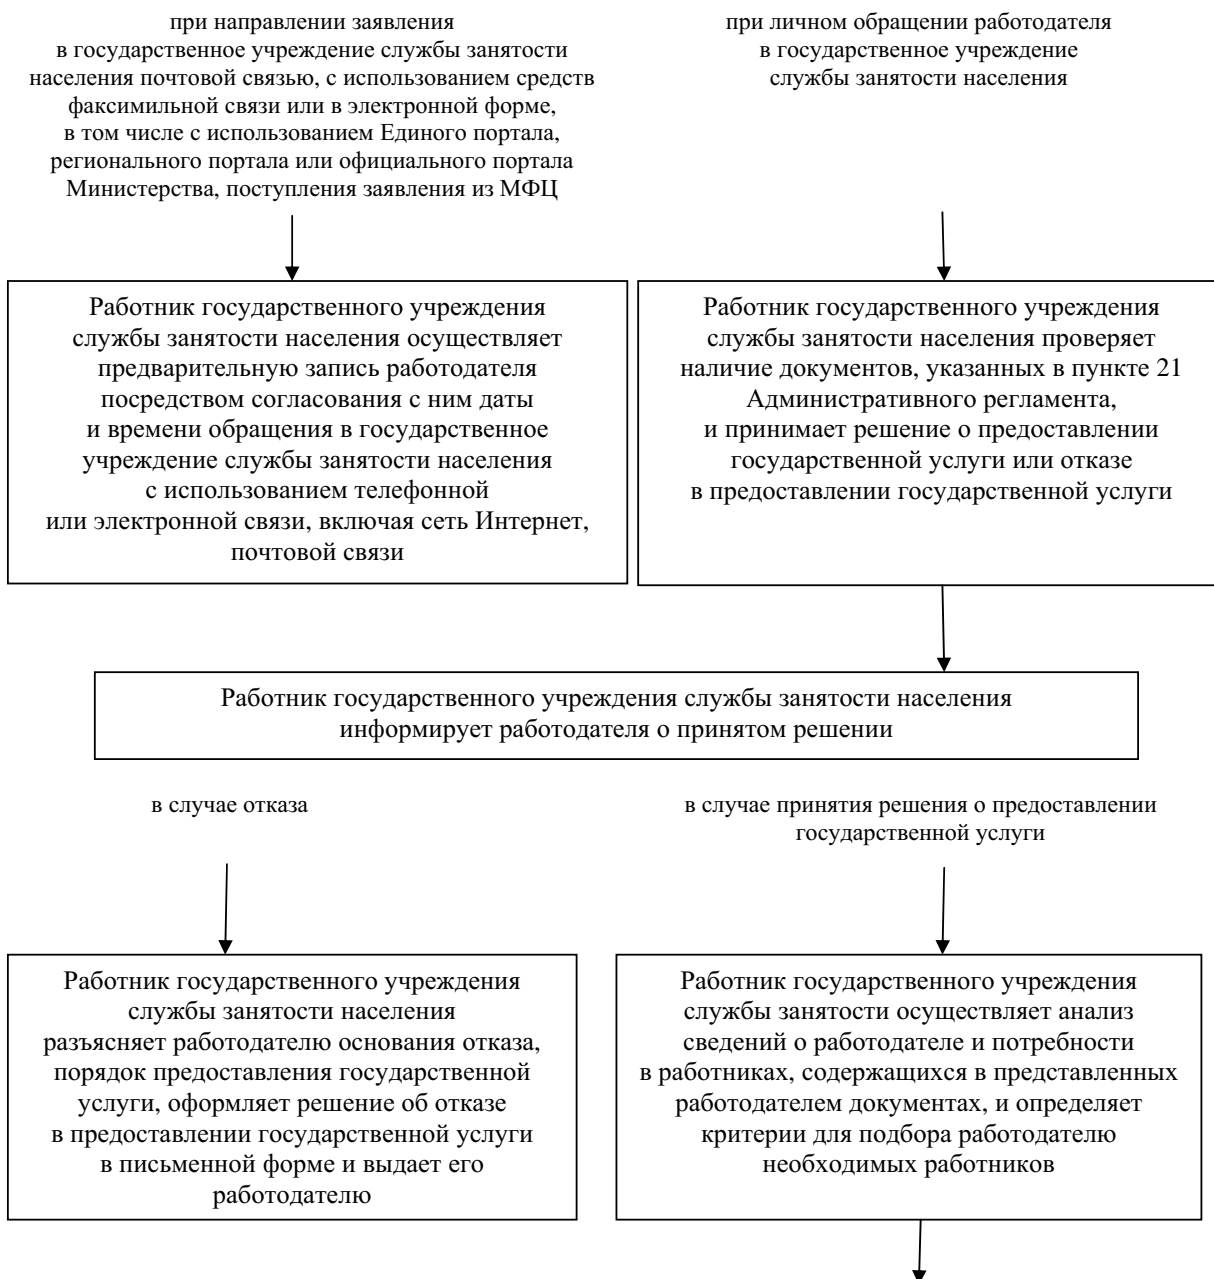 при направлении заявления
в государственное учреждение службы занятости
населения почтовой связью, с использованием средств
факсимильной связи или в электронной форме,
в том числе с использованием Единого портала,
регионального портала или официального портала
Министерства, поступления заявления из МФЦ
при личном обращении работодателя
в государственное учреждение
службы занятости населения
Работник государственного учреждения
службы занятости населения осуществляет
предварительную запись работодателя
посредством согласования с ним даты
и времени обращения в государственное
учреждение службы занятости населения
с использованием телефонной
или электронной связи, включая сеть Интернет,
почтовой связи
Работник государственного учреждения
службы занятости населения проверяет
наличие документов, указанных в пункте 21
Административного регламента,
и принимает решение о предоставлении
государственной услуги или отказе
в предоставлении государственной услуги
Работник государственного учреждения службы занятости населения
информирует работодателя о принятом решении
в случае отказа
в случае принятия решения о предоставлении
государственной услуги
Работник государственного учреждения
службы занятости населения
разъясняет работодателю основания отказа,
порядок предоставления государственной
услуги, оформляет решение об отказе
в предоставлении государственной услуги
в письменной форме и выдает его
работодателю
Работник государственного учреждения
службы занятости осуществляет анализ
сведений о работодателе и потребности
в работниках, содержащихся в представленных
работодателем документах, и определяет
критерии для подбора работодателю
необходимых работников